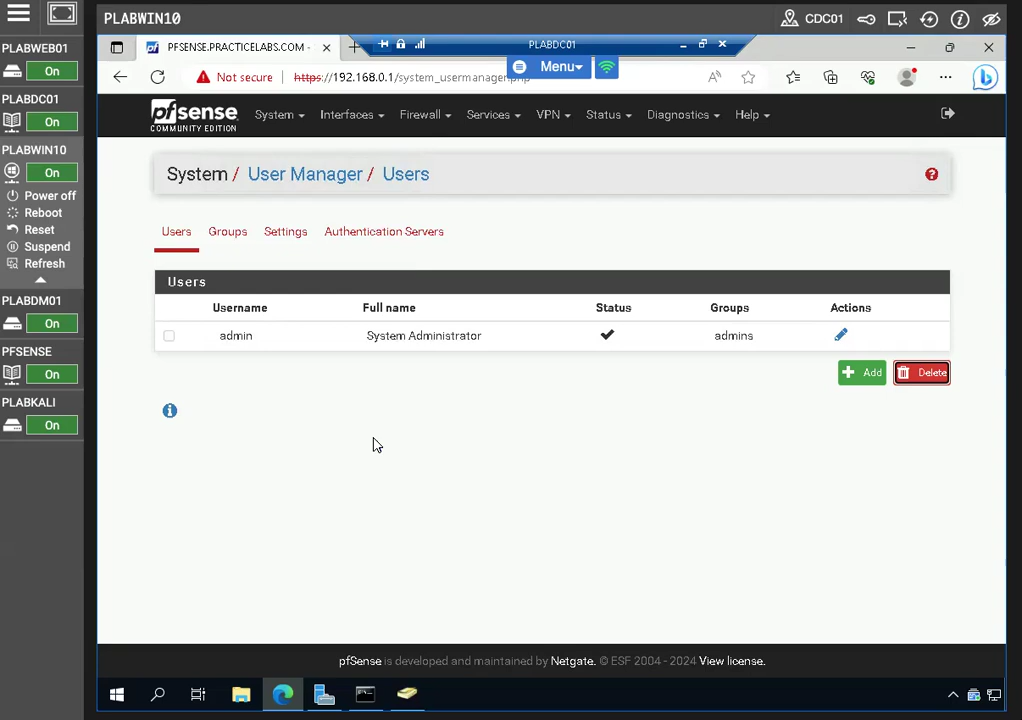 PLABWIN10
CDC01
PLABWEB01
On
PLABDC01
On
PLABWIN10
On
Power off
Reboot
Reset
Suspend
Refresh
PLABDM01
On
PFSENSE
On
PLABKALI
On
PFSENSE.PRACTICELABS.COM -
PLABDC01
Menu
Not secure
https://192.168.0.1/system_usermanager.php
pfsense
COMMUNITY EDITION
System
Interfaces
Firewall
Services
VPN
Status
Diagnostics
Help
System / User Manager / Users
Users
Groups
Settings
Authentication Servers
Users
Username Full name Status Groups Actions
admin System Administrator admins
Add
Delete
pfSense is developed and maintained by Netgate. © ESF 2004 - 2024 View license.